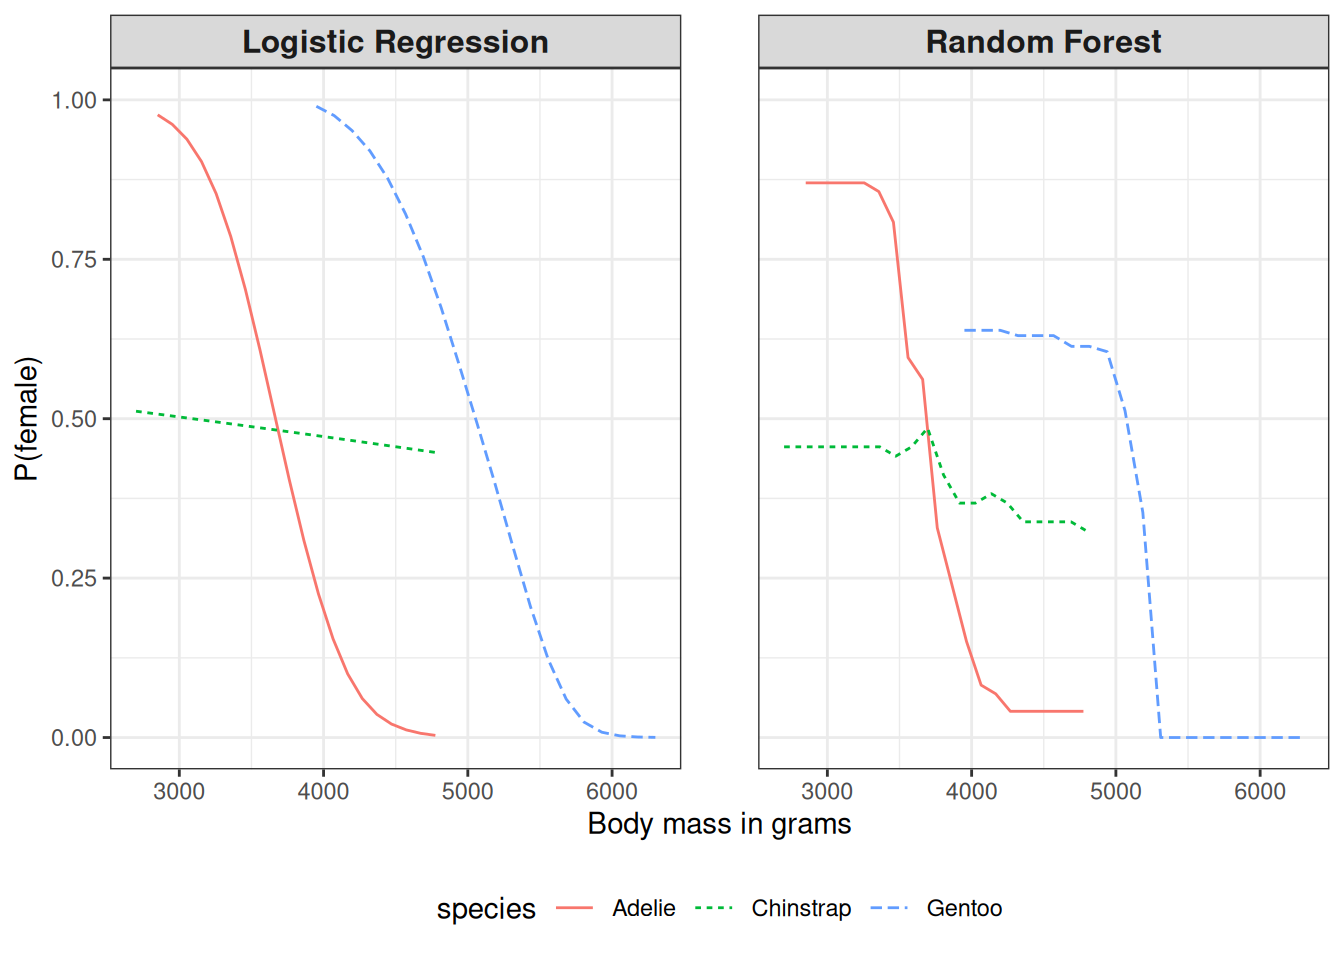 Logistic Regression
Random Forest
P(female)
1.00
0.75
0.50
0.25
0.00
3000 4000 5000 6000
3000 4000 5000 6000
Body mass in grams
species Adelie Chinstrap Gentoo